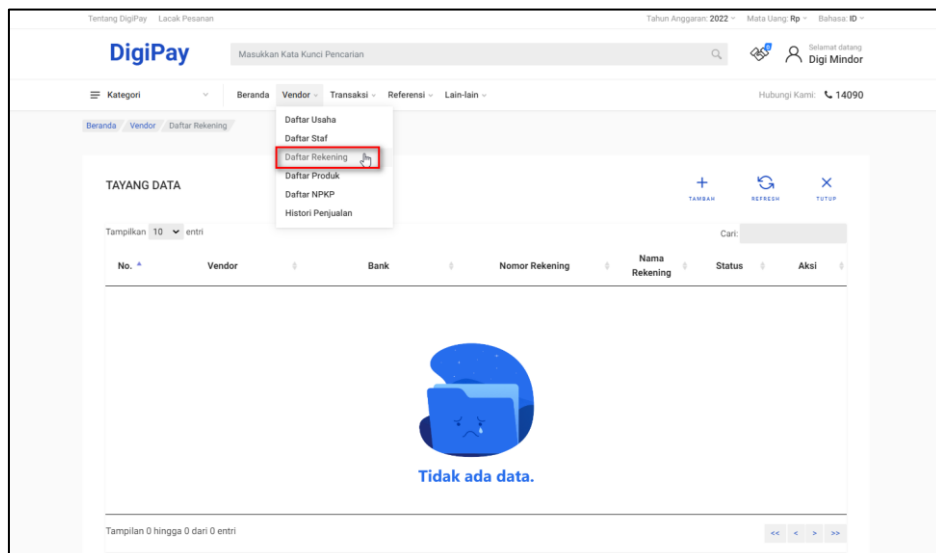 Tentang DigiPay Lacak Pesanan Tahun Anggaran: 2022 Mata Uang: Rp Bahasa: ID
DigiPay Masukkan Kata Kunci Pencarian 0 Selamat datang
Digi Mindor
Kategori Beranda Vendor Transaksi Referensi Lain-lain Hubungi Kami: 14090
Beranda / Vendor / Daftar Rekening
Daftar Usaha
Daftar Staf
Daftar Rekening
Daftar Produk
Daftar NPKP
Histori Penjualan
TAYANG DATA
TAMBAH REFRESH TUTUP
Tampilkan 10 entri Cari:
No. Vendor Bank Nomor Rekening Nama Rekening Status Aksi
Tidak ada data.
Tampilan 0 hingga 0 dari 0 entri << < > >>